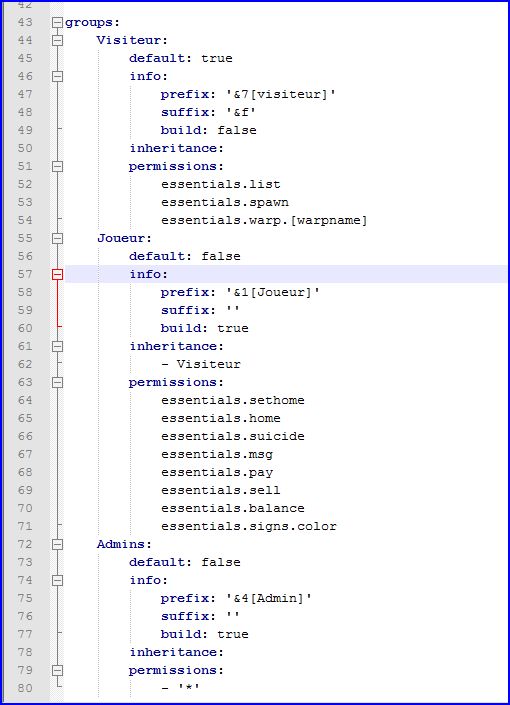 42
43 groups:
44     Visiteur:
45         default: true
46         info:
47             prefix: '&7[visiteur]'
48             suffix: '&f'
49             build: false
50         inheritance:
51         permissions:
52             essentials.list
53             essentials.spawn
54             essentials.warp.[warpname]
55     Joueur:
56         default: false
57         info:
58             prefix: '&1[Joueur]'
59             suffix: ''
60             build: true
61         inheritance:
62             - Visiteur
63         permissions:
64             essentials.sethome
65             essentials.home
66             essentials.suicide
67             essentials.msg
68             essentials.pay
69             essentials.sell
70             essentials.balance
71             essentials.signs.color
72     Admins:
73         default: false
74         info:
75             prefix: '&4[Admin]'
76             suffix: ''
77             build: true
78         inheritance:
79         permissions:
80             - '*'